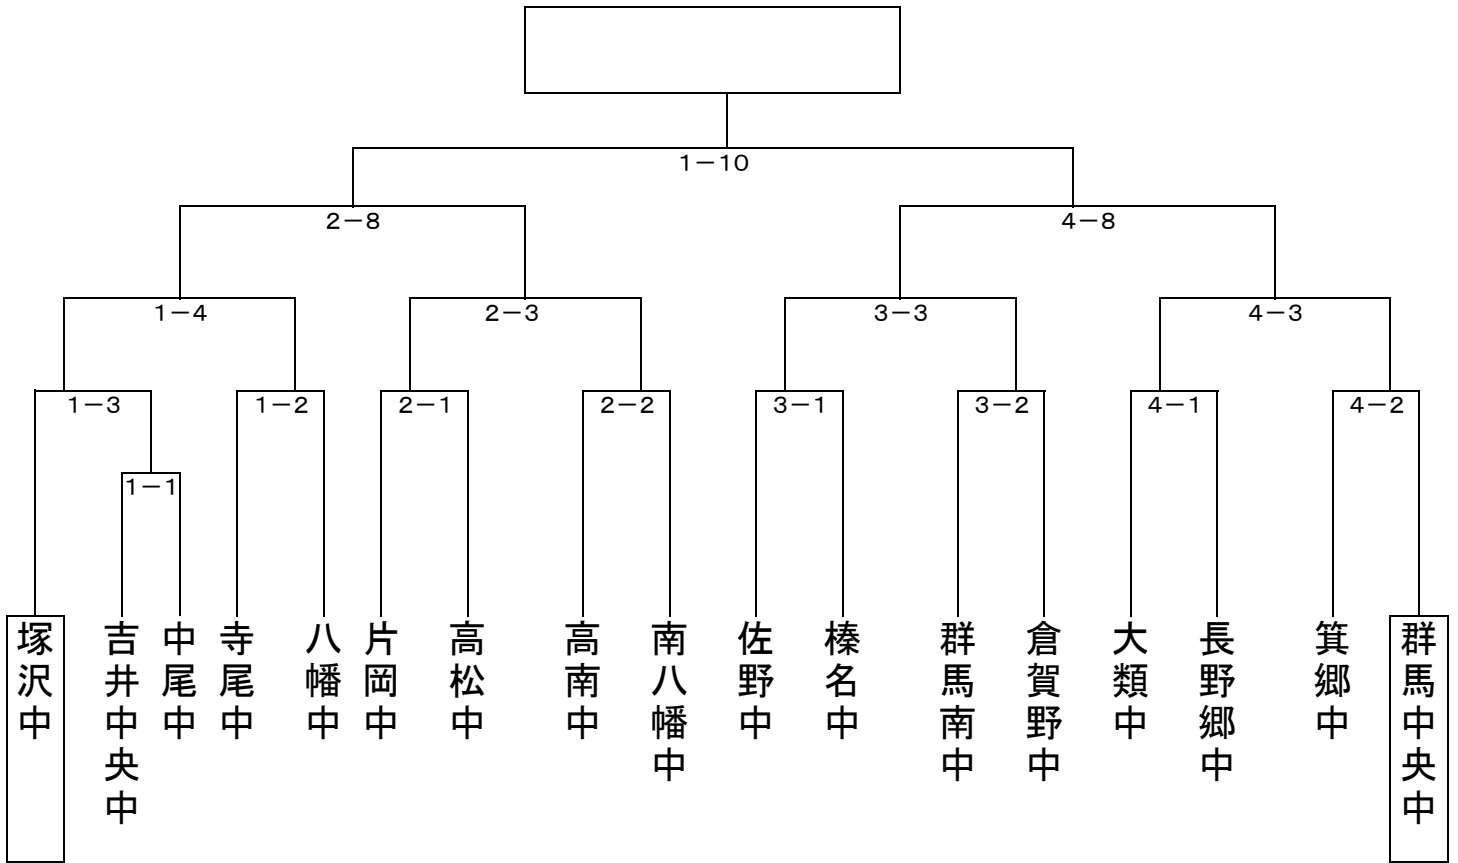 １－１０
２－８
４－８
１－４
２－３
３－３
４－３
１－３
１－２
２－１
２－２
３－１
３－２
４－１
４－２
１－１
塚沢中
吉井中央中
中尾中
寺尾中
八幡中
片岡中
高松中
高南中
南八幡中
佐野中
榛名中
群馬南中
倉賀野中
大類中
長野郷中
箕郷中
群馬中央中